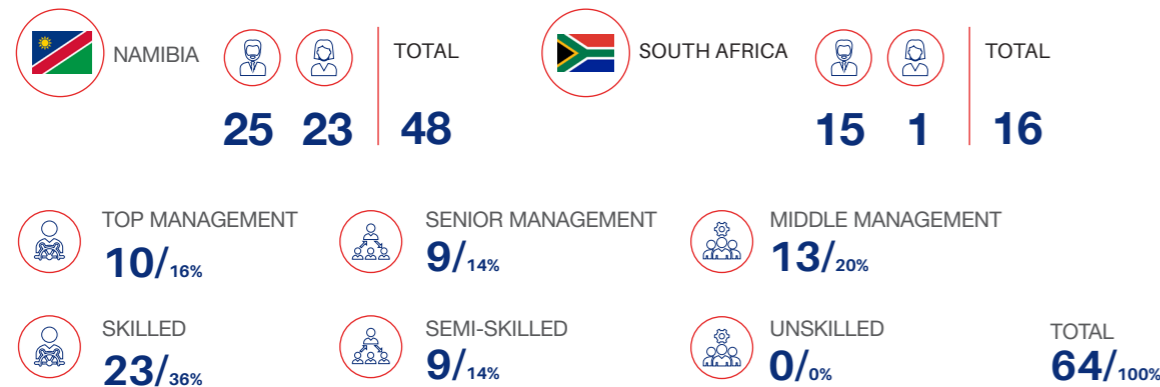 NAMIBIA
25 23
TOTAL
48
SOUTH AFRICA
15 1
TOTAL
16
TOP MANAGEMENT
10/16%
SENIOR MANAGEMENT
9/14%
MIDDLE MANAGEMENT
13/20%
SKILLED
23/36%
SEMI-SKILLED
9/14%
UNSKILLED
0/0%
TOTAL
64/100%